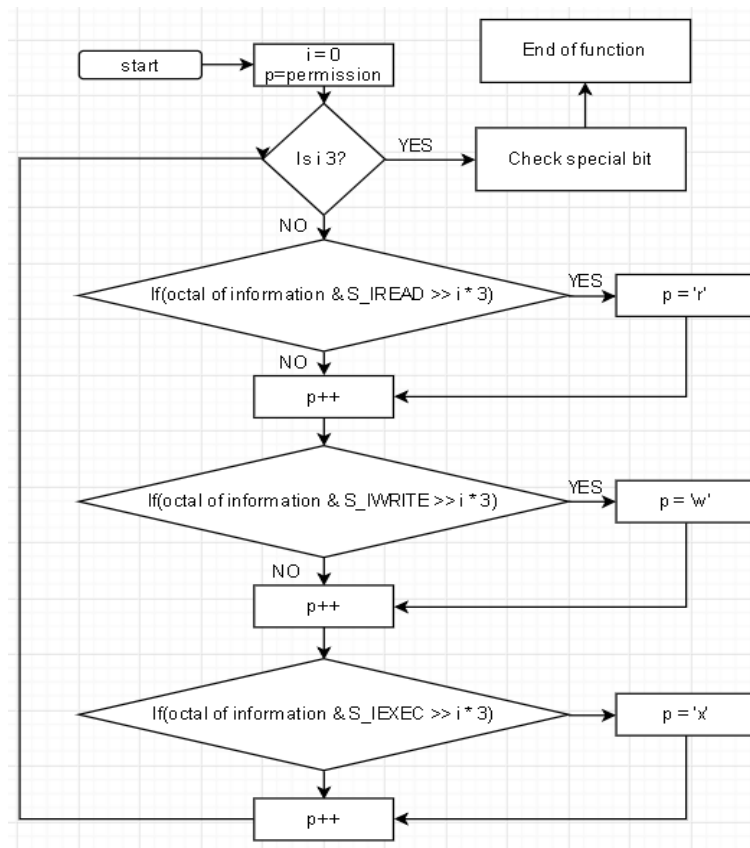 start
i = 0
p=permission
End of function
Is i 3?
YES
Check special bit
NO
If(octal of information & S_IREAD >> i * 3)
YES
p = 'r'
NO
p++
If(octal of information & S_IWRITE >> i * 3)
YES
p = 'w'
NO
p++
If(octal of information & S_IEXEC >> i * 3)
p = 'x'
p++